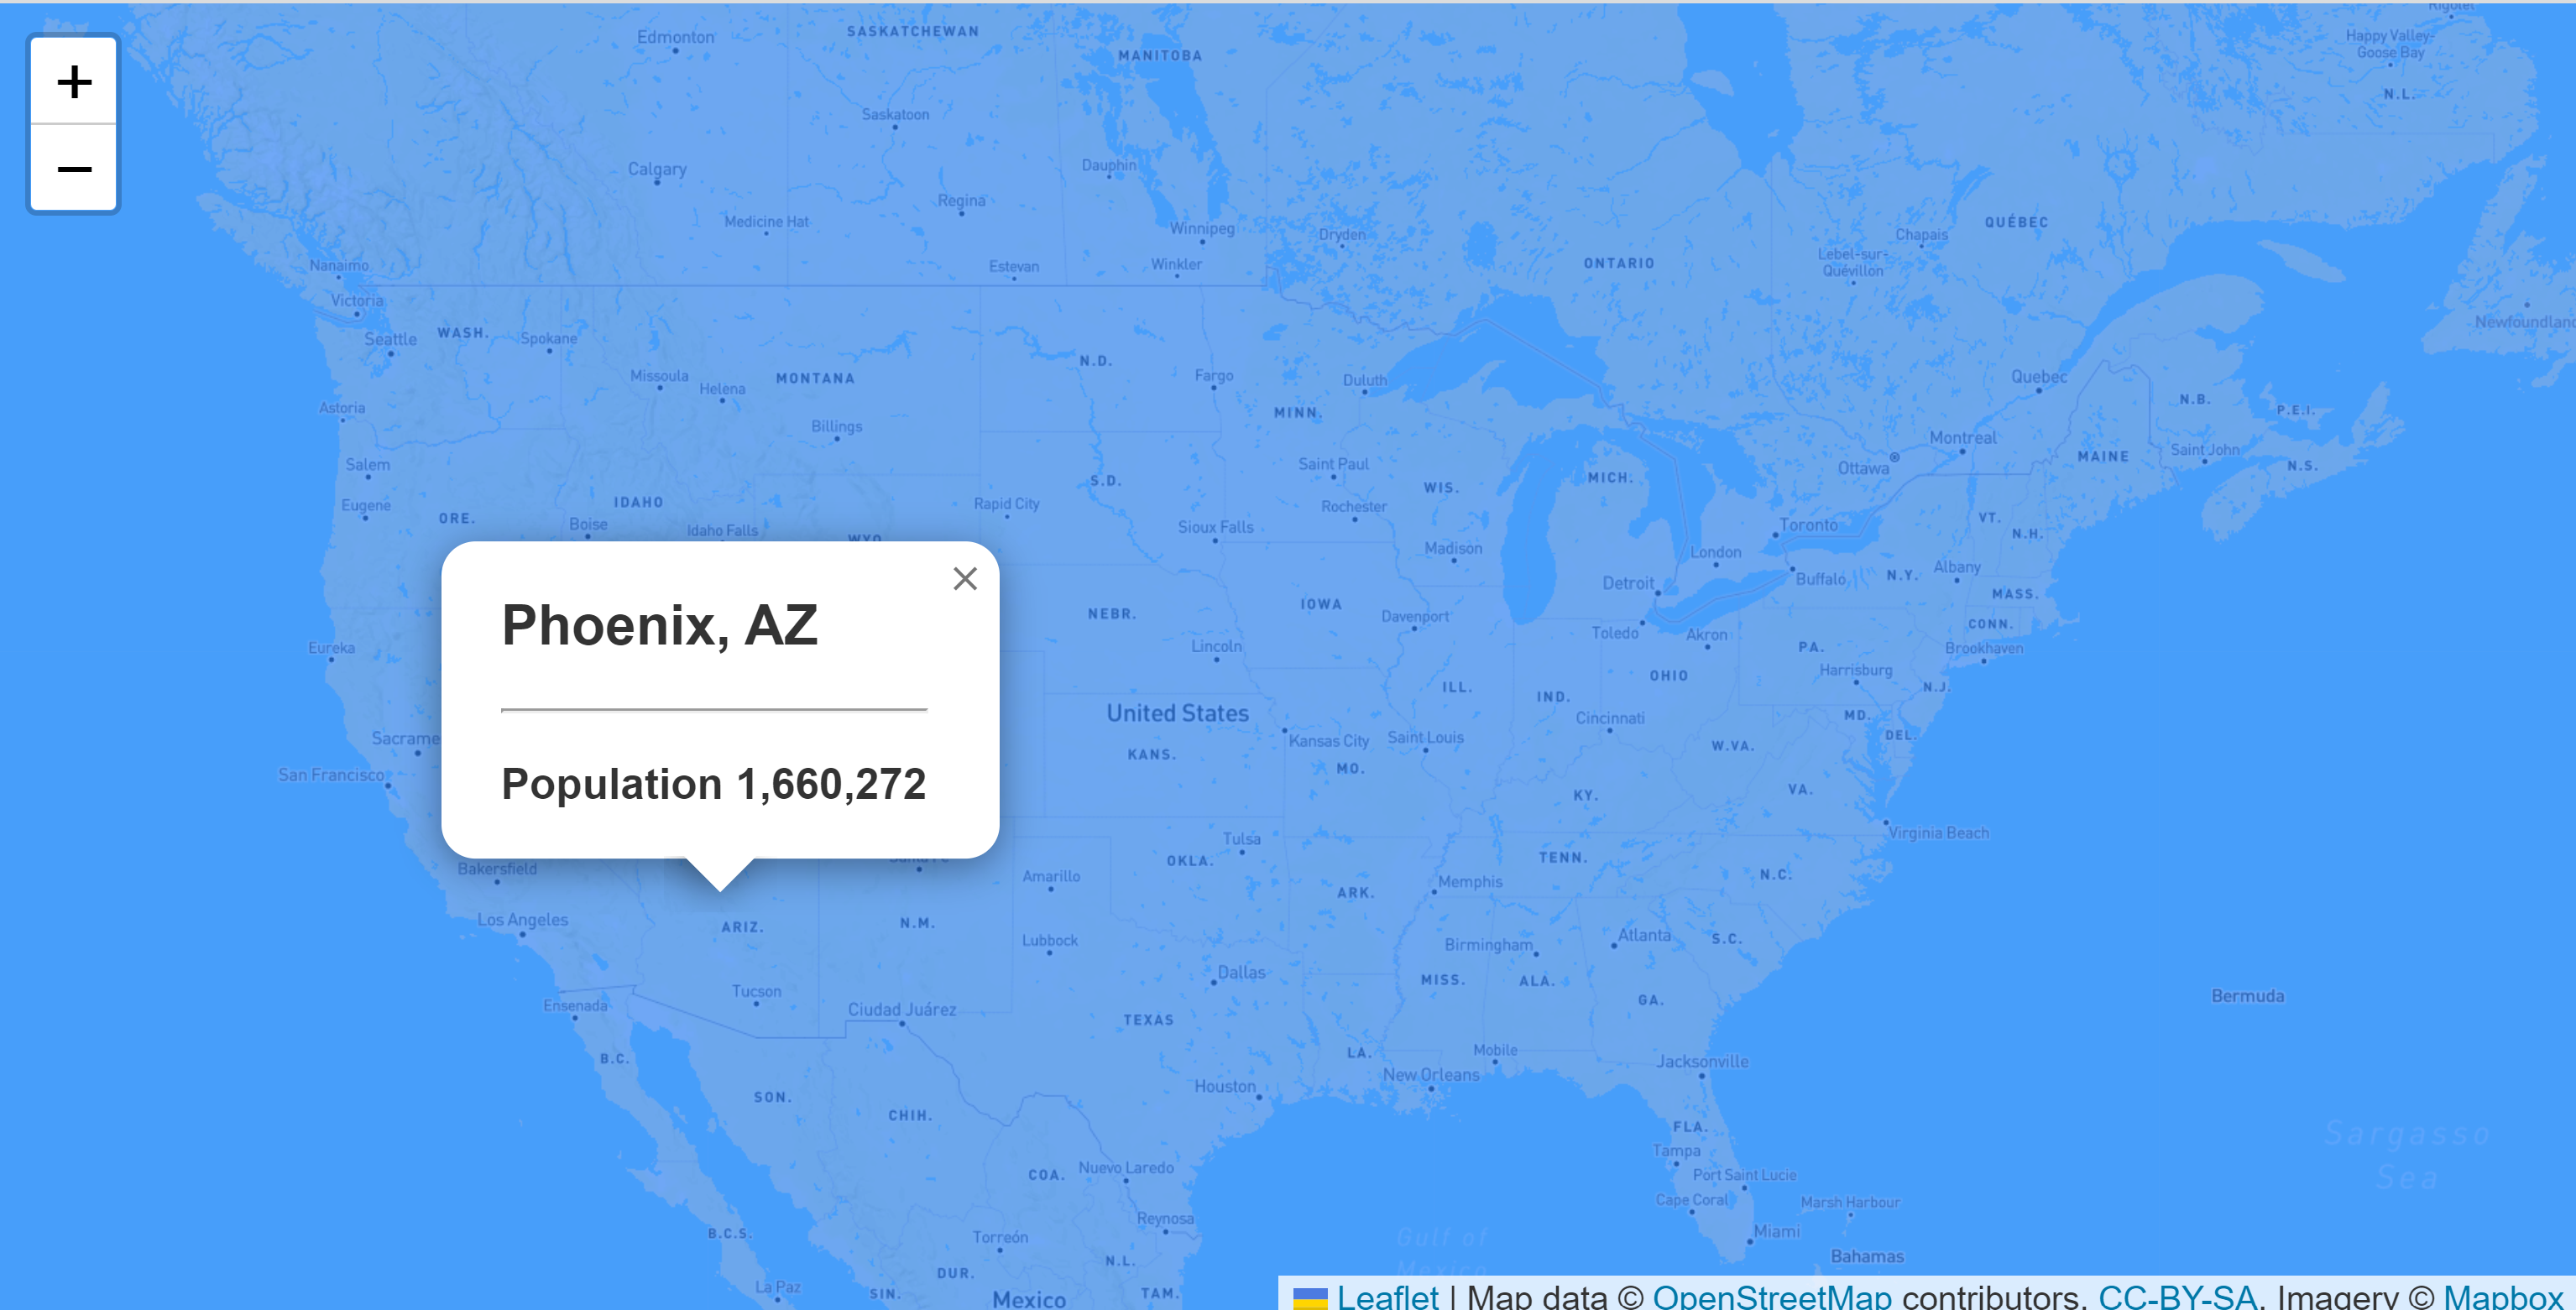 Rigolet
Edmonton
SASKATCHEWAN
MANITOBA
Happy Valley-
Goose Bay
N.L.
+
−
Saskatoon
Calgary
Dauphin
Regina
Medicine Hat
Winnipeg
Dryden
Chapais
QUÉBEC
Lebel-sur-
Quévillon
ONTARIO
Nanaimo
Estevan
Winkler
Victoria
Newfoundland
Seattle
WASH.
Spokane
N.D.
Missoula
Helena
MONTANA
Fargo
Duluth
Quebec
N.B.
P.E.I.
Astoria
Billings
MINN.
Montreal
Saint John
MAINE
N.S.
Salem
Saint Paul
Ottawa
MICH.
S.D.
WIS.
IDAHO
Eugene
ORE.
Rapid City
Rochester
Boise
Idaho Falls
WYO.
Sioux Falls
Toronto
VT.
N.H.
Madison
London
Albany
Detroit
Buffalo
N.Y.
MASS.
×
Phoenix, AZ
Population 1,660,272
IOWA
NEBR.
Davenport
Toledo
Akron
CONN.
Eureka
Lincoln
PA.
Brookhaven
OHIO
Harrisburg
ILL.
IND.
N.J.
United States
Cincinnati
MD.
Sacrame
Kansas City
Saint Louis
DEL.
KANS.
W.VA.
San Francisco
MO.
KY.
VA.
Virginia Beach
Tulsa
OKLA.
TENN.
Santa Fe
Bakersfield
Amarillo
Memphis
N.C.
ARK.
Los Angeles
ARIZ.
N.M.
Lubbock
Birmingham
Atlanta
S.C.
Dallas
MISS.
ALA.
Tucson
GA.
Bermuda
Ensenada
Ciudad Juárez
TEXAS
B.C.
LA.
Mobile
Jacksonville
New Orleans
Houston
SON.
CHIH.
FLA.
Sargasso
Sea
Tampa
COA.
Nuevo Laredo
Port Saint Lucie
Cape Coral
Marsh Harbour
Reynosa
B.C.S.
Torreón
Gulf of
Mexico
Miami
Bahamas
N.L.
DUR.
La Paz
SIN.
Mexico
TAM.
Leaflet | Map data © OpenStreetMap contributors, CC-BY-SA, Imagery © Mapbox